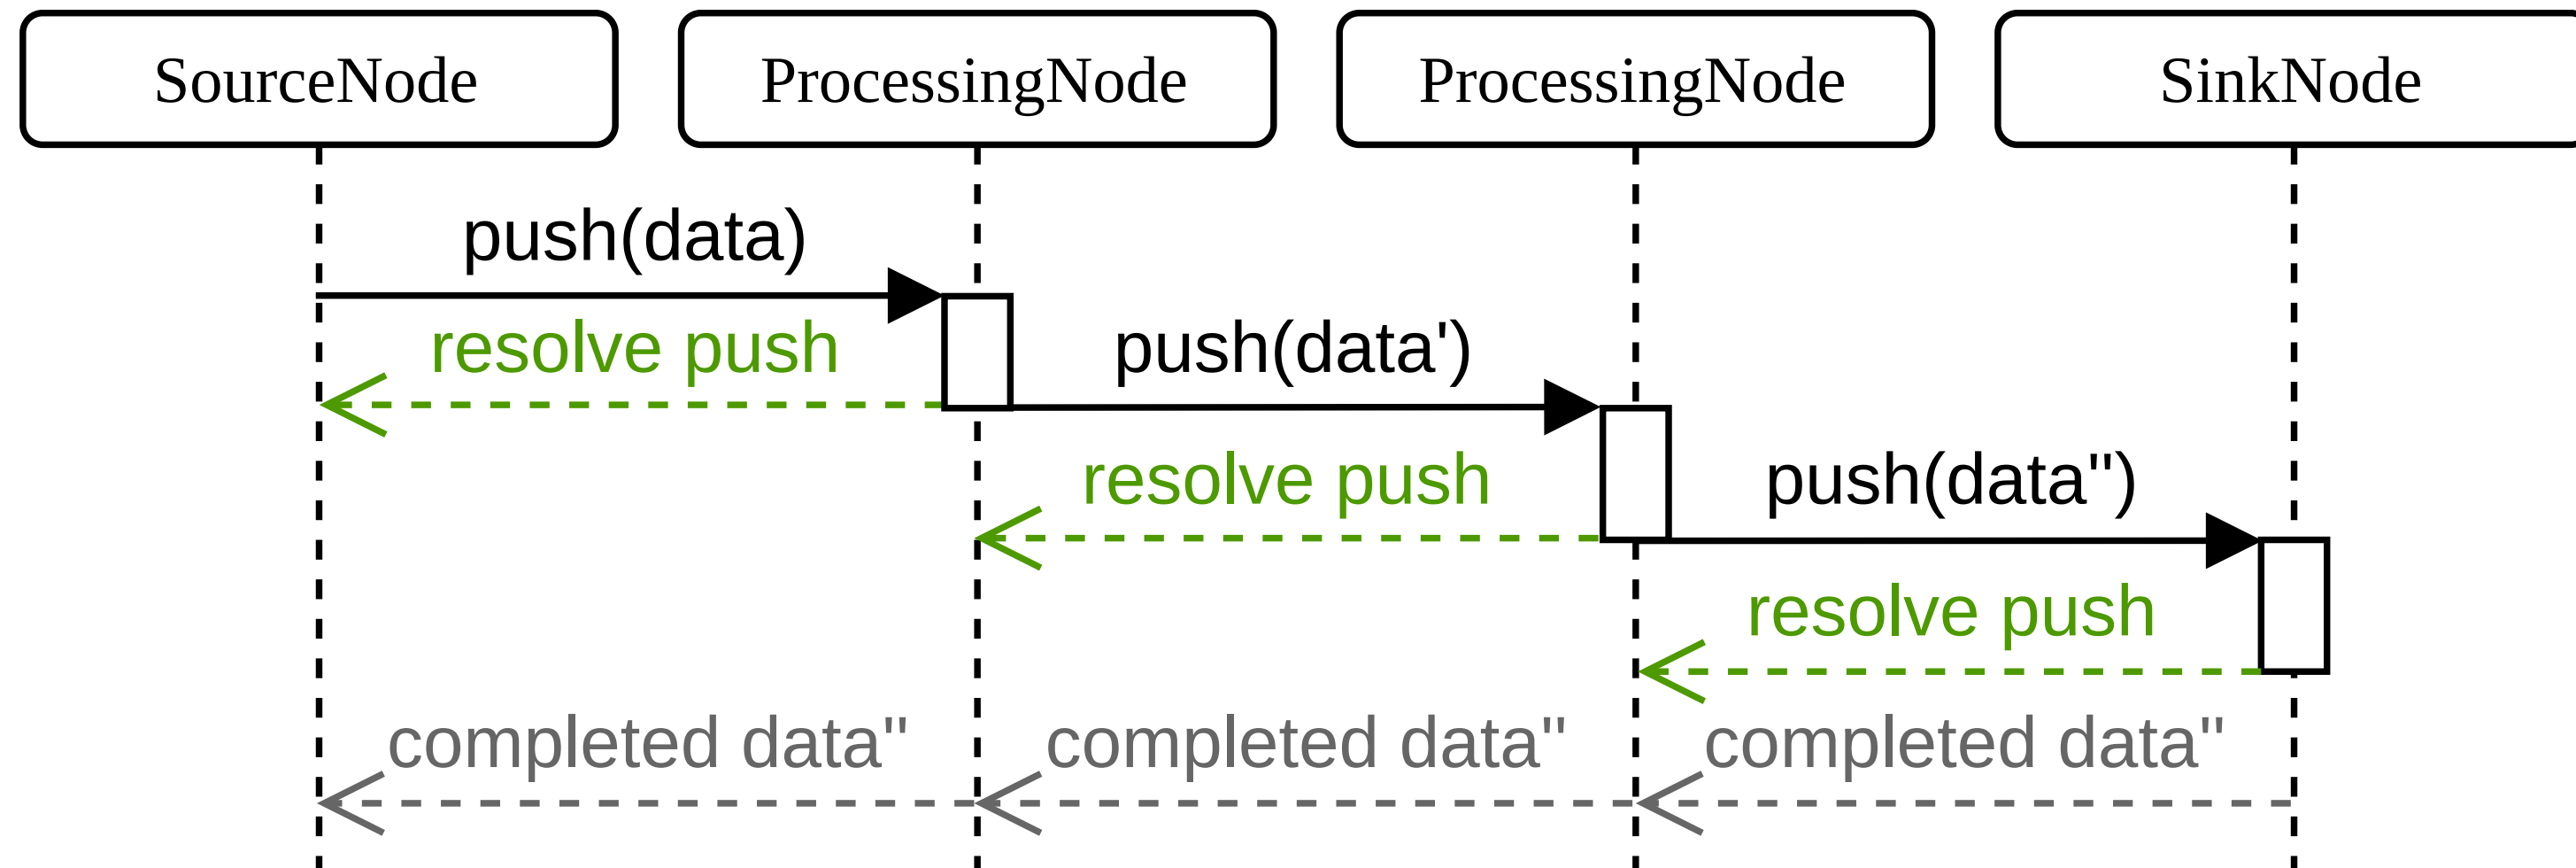 SourceNode
ProcessingNode
ProcessingNode
SinkNode
push(data)
resolve push
push(data')
resolve push
push(data'')
resolve push
completed data''
completed data''
completed data''